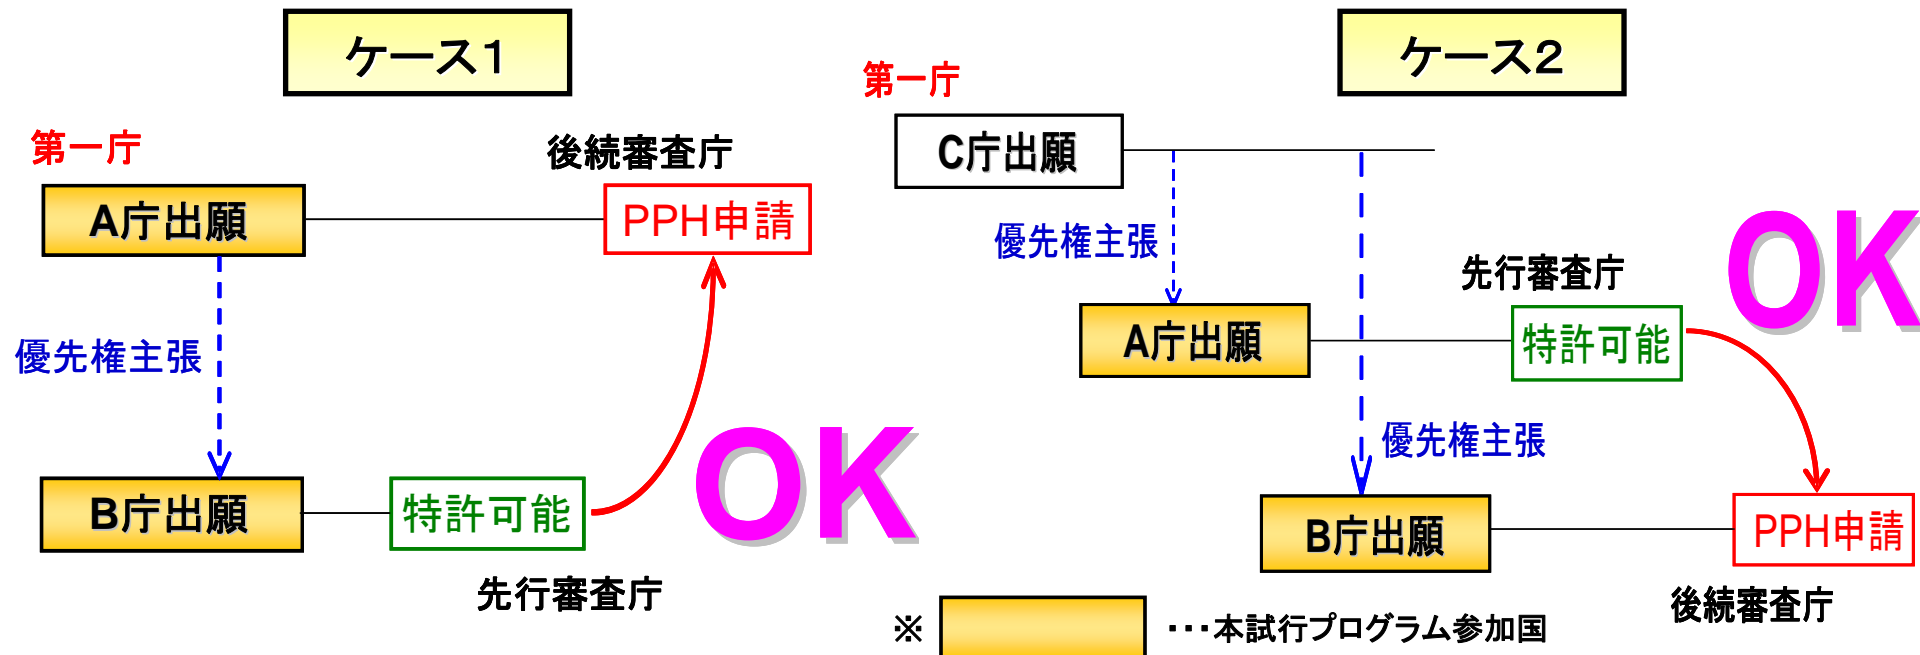 ケース１
第一庁
後続審査庁
A庁出願
PPH申請
優先権主張
OK
B庁出願
特許可能
先行審査庁
ケース２
第一庁
C庁出願
優先権主張
OK
先行審査庁
A庁出願
特許可能
優先権主張
B庁出願
PPH申請
後続審査庁
※ ・・・本試行プログラム参加国